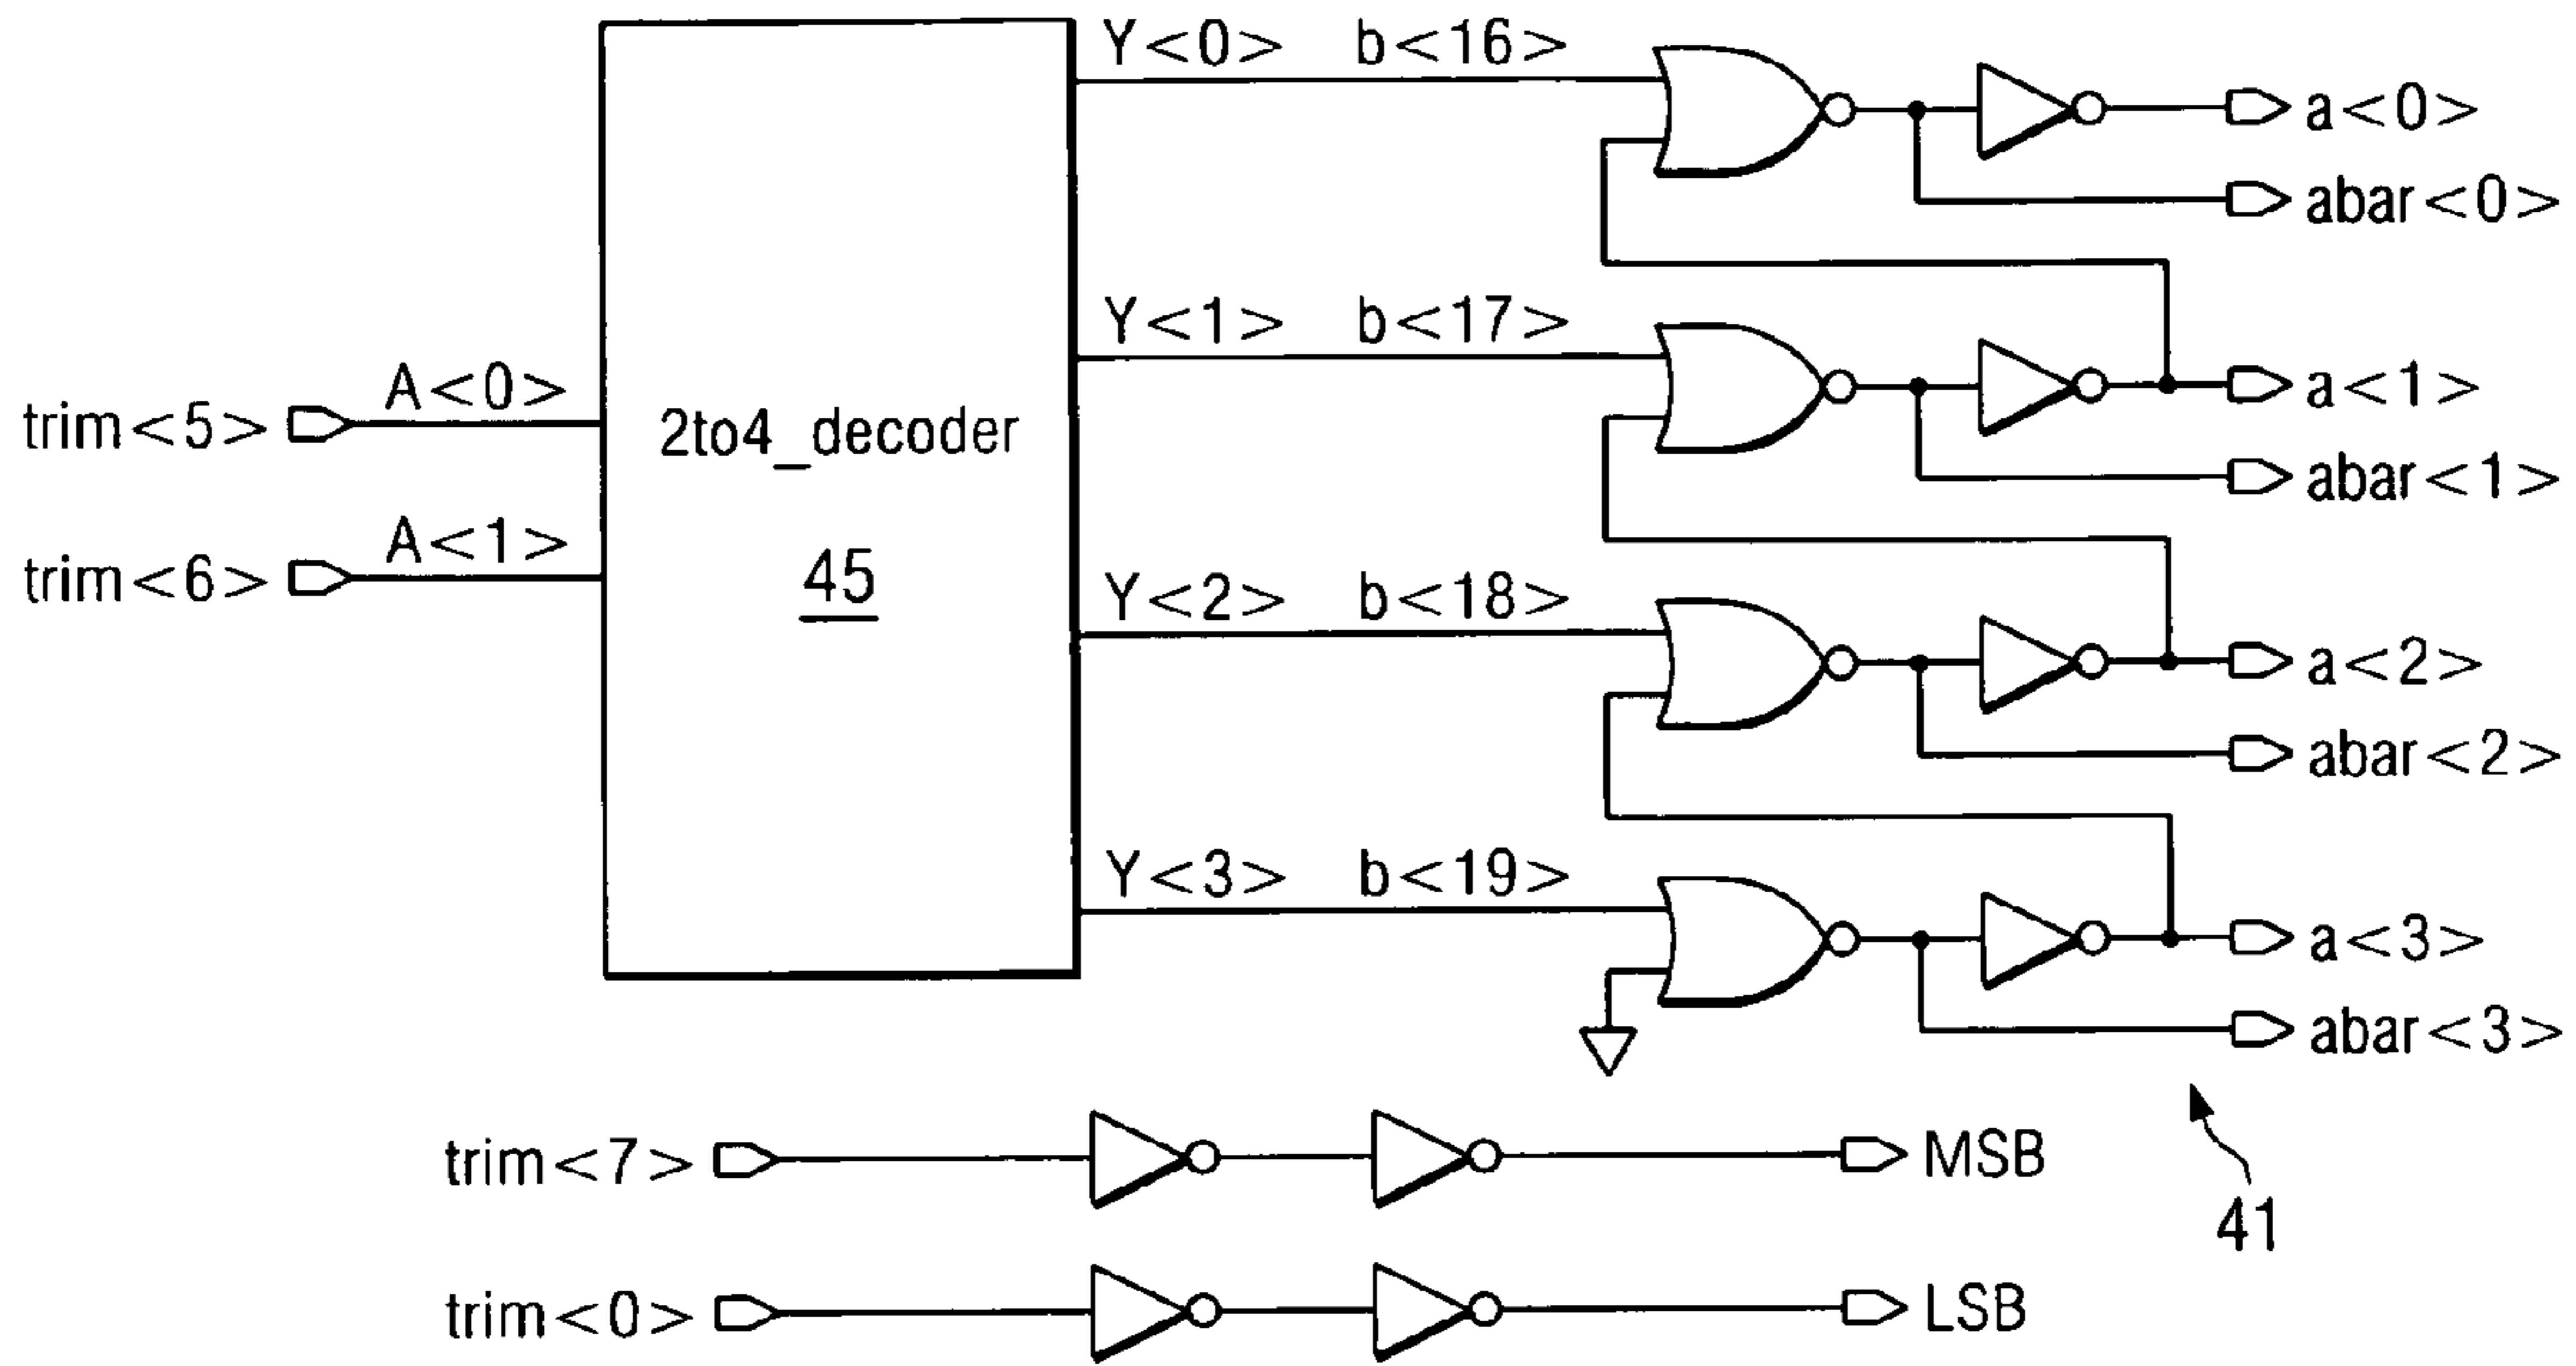 Y<0> b<16>
a<0>
abar<0>
Y<1> b<17>
A<0>
trim<5>
2to4_decoder
a<1>
abar<1>
A<1>
trim<6>
45
Y<2> b<18>
a<2>
abar<2>
Y<3> b<19>
a<3>
abar<3>
trim<7>
MSB
41
trim<0>
LSB